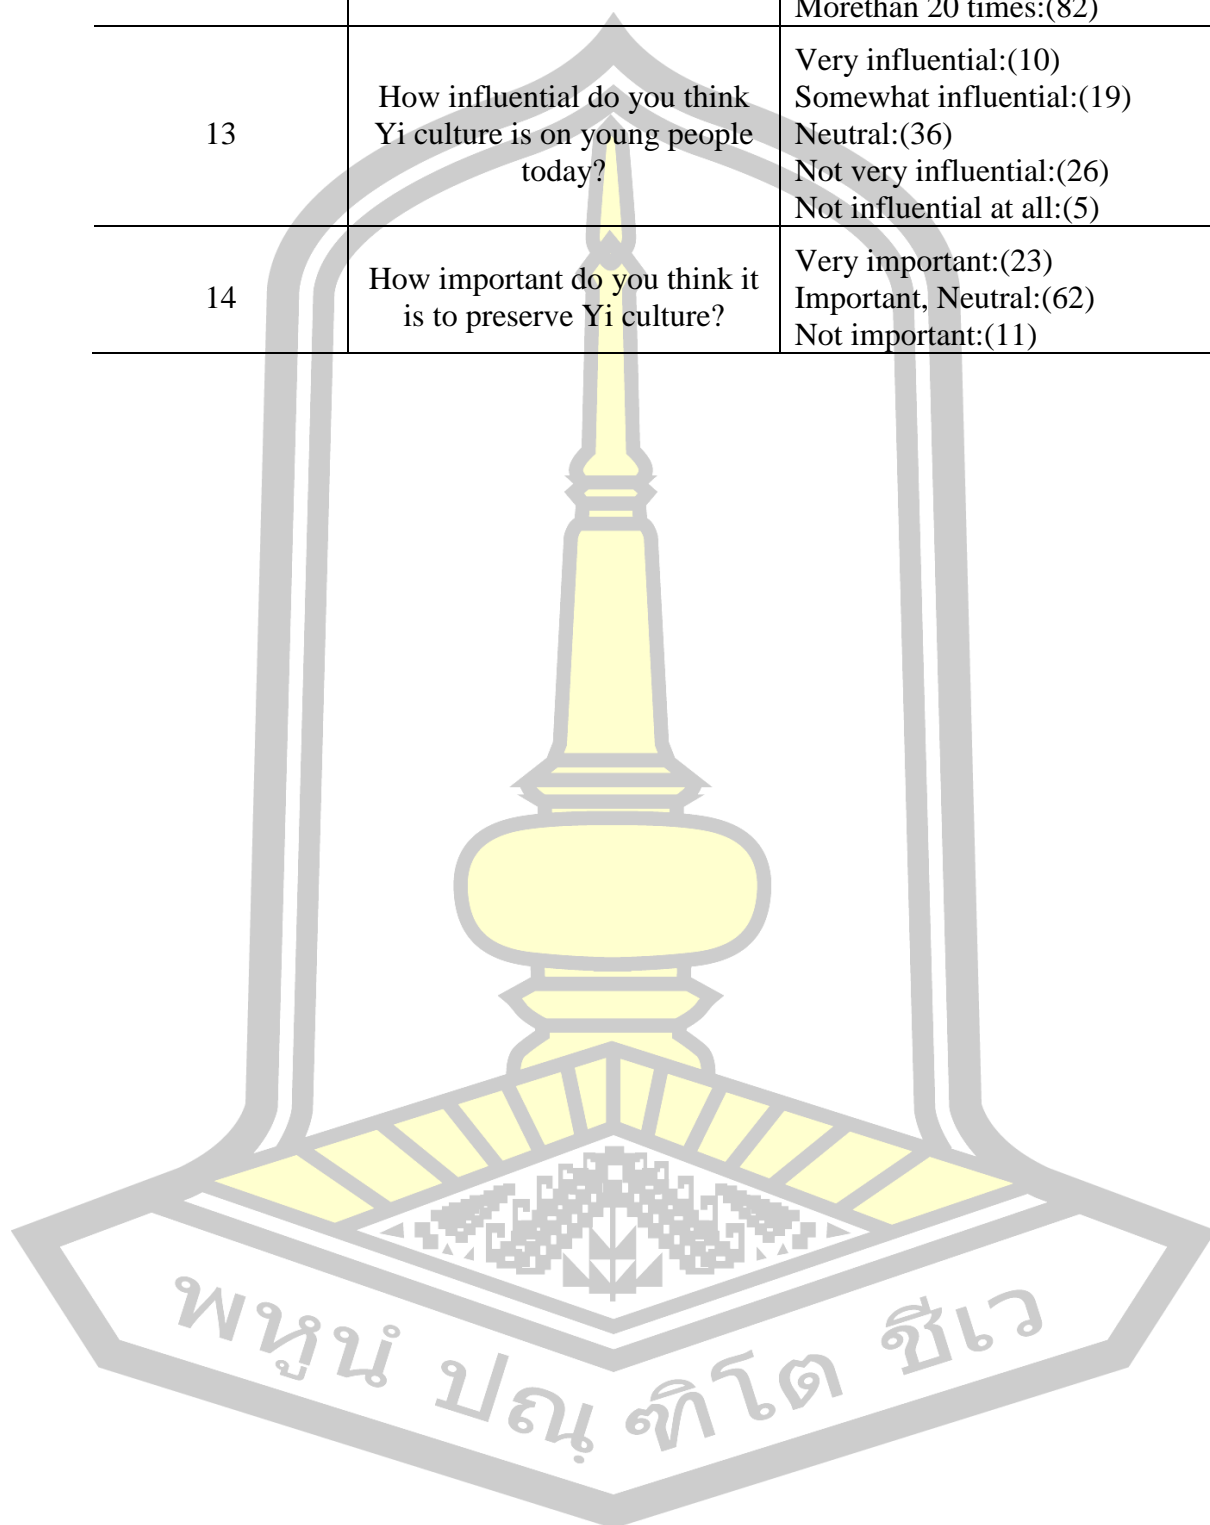 Morethan 20 times:(82)
13
How influential do you think
Yi culture is on young people
today?
Very influential:(10)
Somewhat influential:(19)
Neutral:(36)
Not very influential:(26)
Not influential at all:(5)
14
How important do you think it
is to preserve Yi culture?
Very important:(23)
Important, Neutral:(62)
Not important:(11)
พหูนํ ปณฺฑิโต ชีเว